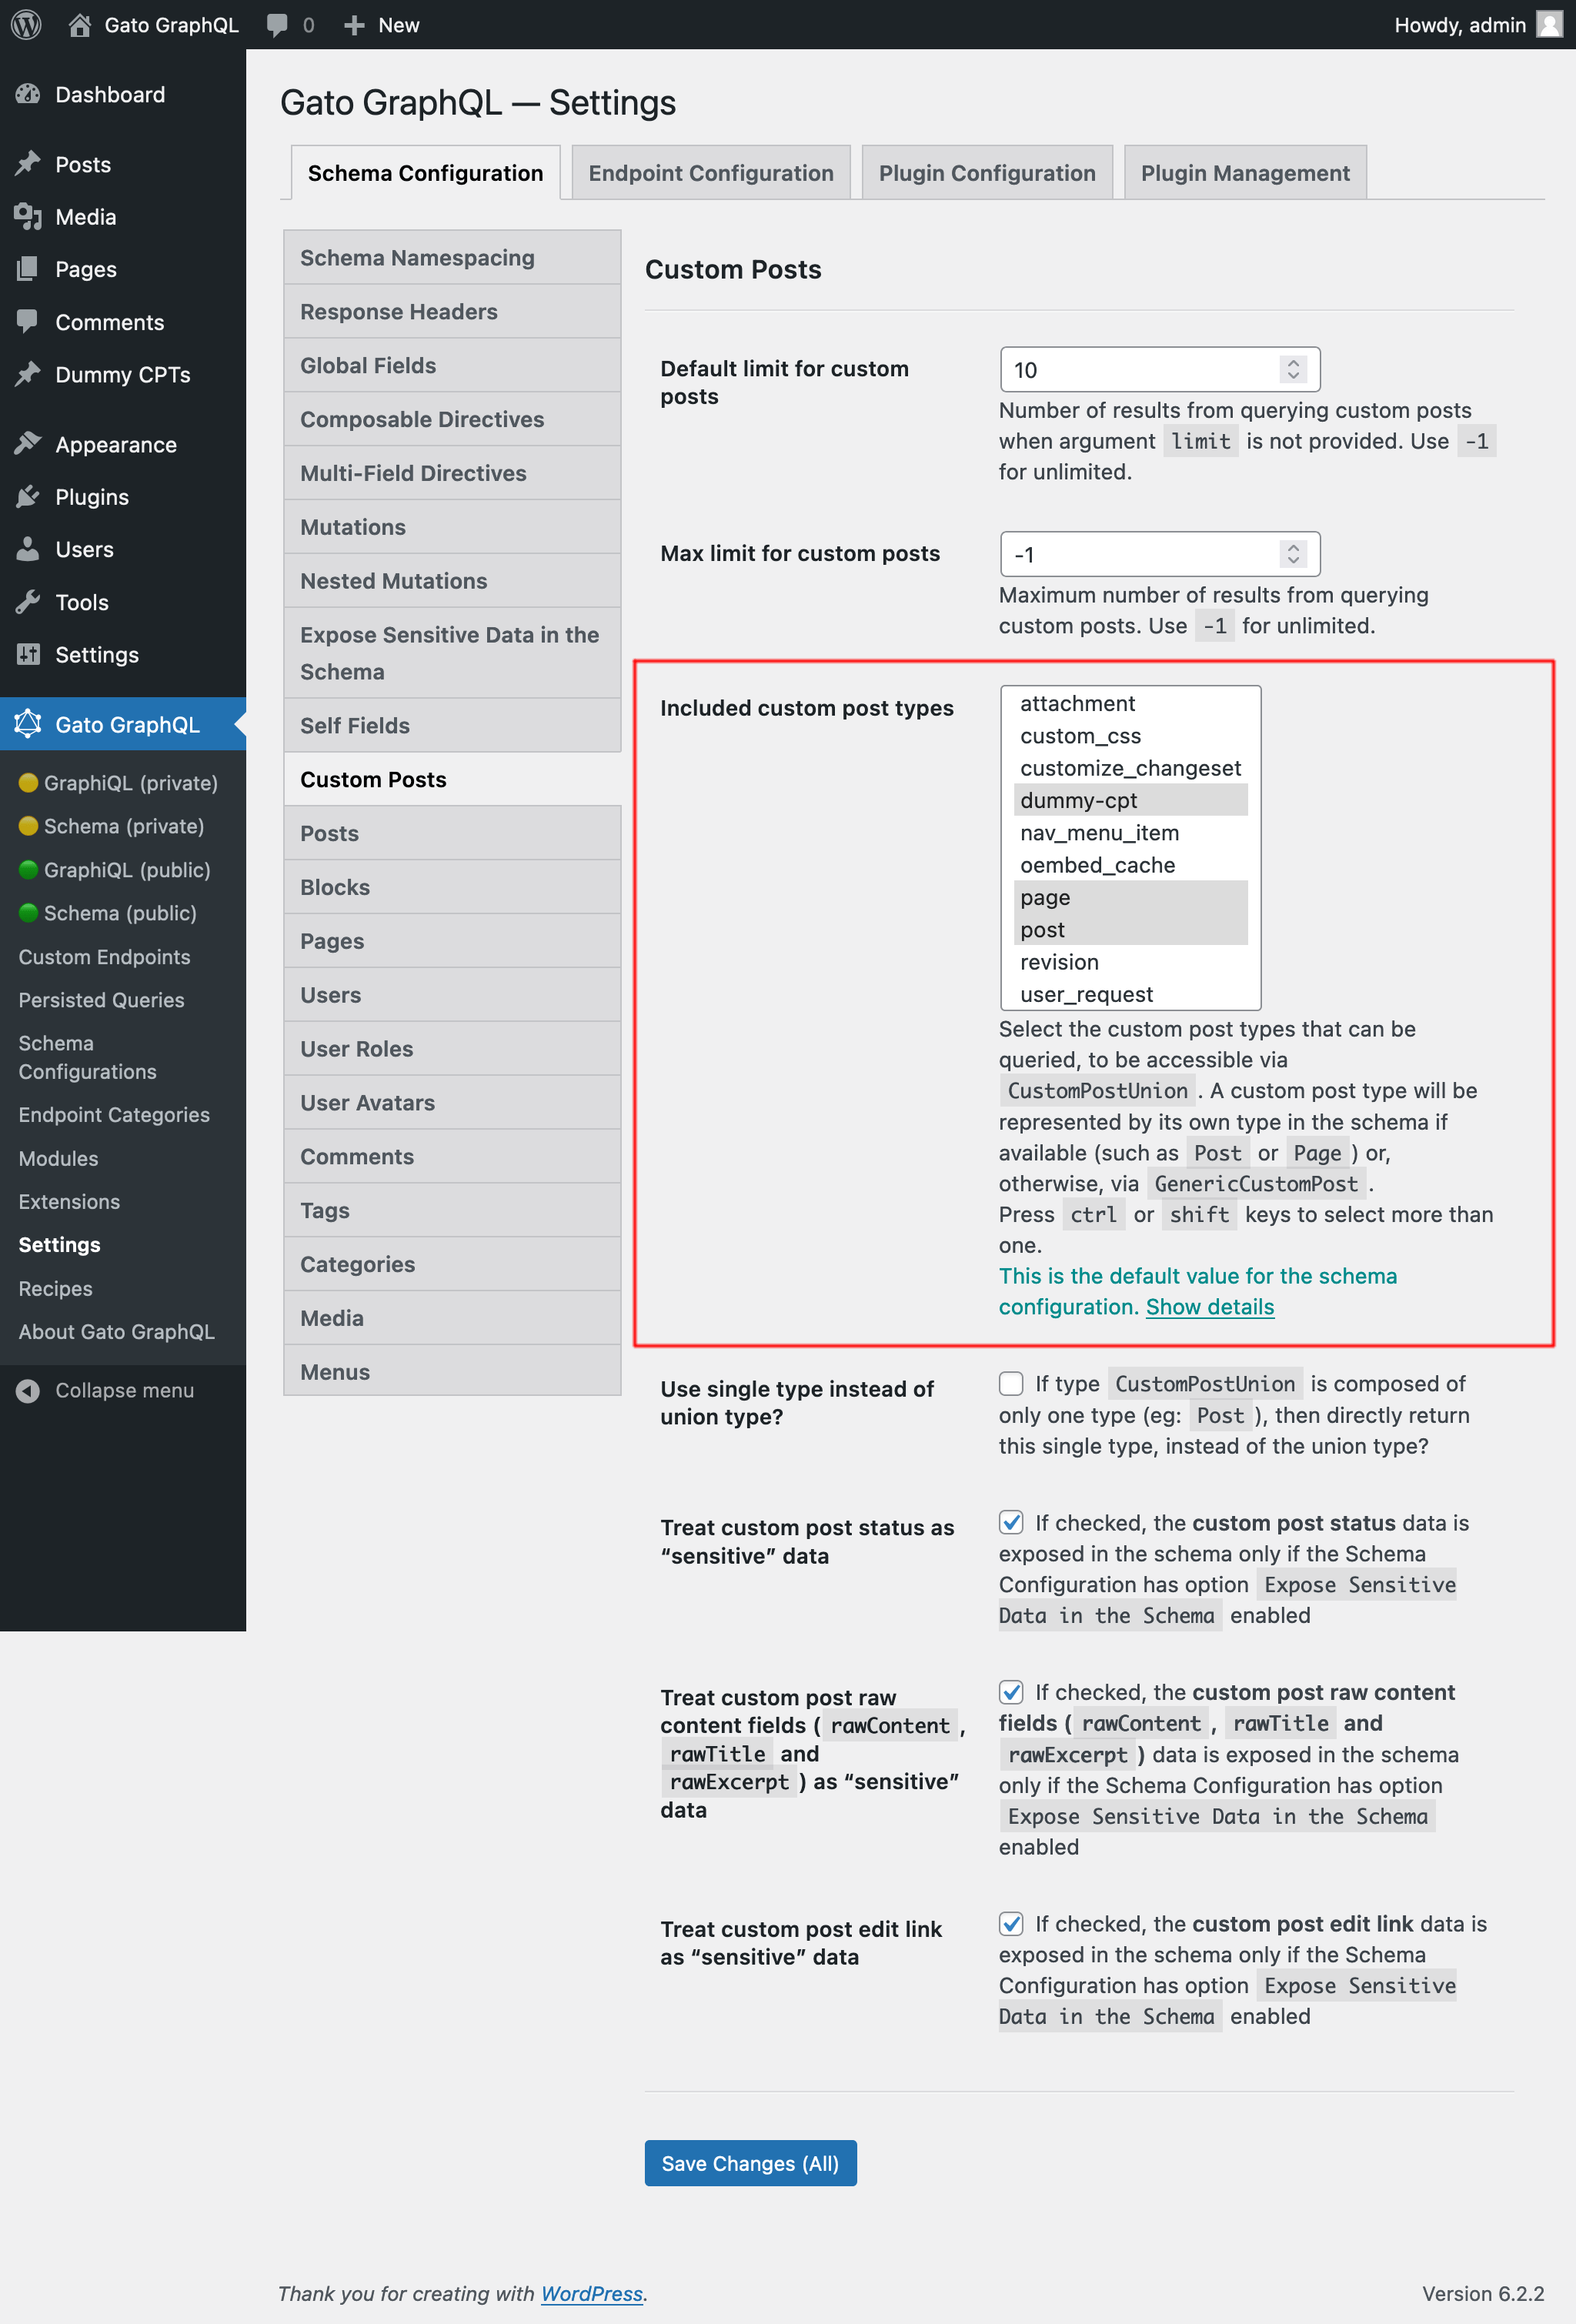 Gato GraphQL
0
New
Howdy, admin
Dashboard
Posts
Media
Pages
Comments
Dummy CPTs
Appearance
Plugins
Users
Tools
Settings
Gato GraphQL
GraphiQL (private)
Schema (private)
GraphiQL (public)
Schema (public)
Custom Endpoints
Persisted Queries
Schema
Configurations
Endpoint Categories
Modules
Extensions
Settings
Recipes
About Gato GraphQL
Collapse menu
Gato GraphQL — Settings
Schema Configuration
Endpoint Configuration
Plugin Configuration
Plugin Management
Schema Namespacing
Response Headers
Global Fields
Composable Directives
Multi-Field Directives
Mutations
Nested Mutations
Expose Sensitive Data in the
Schema
Self Fields
Custom Posts
Posts
Blocks
Pages
Users
User Roles
User Avatars
Comments
Tags
Categories
Media
Menus
Custom Posts
Default limit for custom
posts
10
Number of results from querying custom posts
when argument limit is not provided. Use -1
for unlimited.
Max limit for custom posts
-1
Maximum number of results from querying
custom posts. Use -1 for unlimited.
Included custom post types
attachment
custom_css
customize_changeset
dummy-cpt
nav_menu_item
oembed_cache
page
post
revision
user_request
Select the custom post types that can be
queried, to be accessible via
CustomPostUnion . A custom post type will be
represented by its own type in the schema if
available (such as Post or Page ) or,
otherwise, via GenericCustomPost .
Press ctrl or shift keys to select more than
one.
This is the default value for the schema
configuration. Show details
Use single type instead of
union type?
If type CustomPostUnion is composed of
only one type (eg: Post ), then directly return
this single type, instead of the union type?
Treat custom post status as
“sensitive” data
If checked, the custom post status data is
exposed in the schema only if the Schema
Configuration has option Expose Sensitive
Data in the Schema enabled
Treat custom post raw
content fields ( rawContent ,
rawTitle and
rawExcerpt ) as “sensitive”
data
If checked, the custom post raw content
fields ( rawContent , rawTitle and
rawExcerpt ) data is exposed in the schema
only if the Schema Configuration has option
Expose Sensitive Data in the Schema
enabled
Treat custom post edit link
as “sensitive” data
If checked, the custom post edit link data is
exposed in the schema only if the Schema
Configuration has option Expose Sensitive
Data in the Schema enabled
Save Changes (All)
Thank you for creating with WordPress.
Version 6.2.2